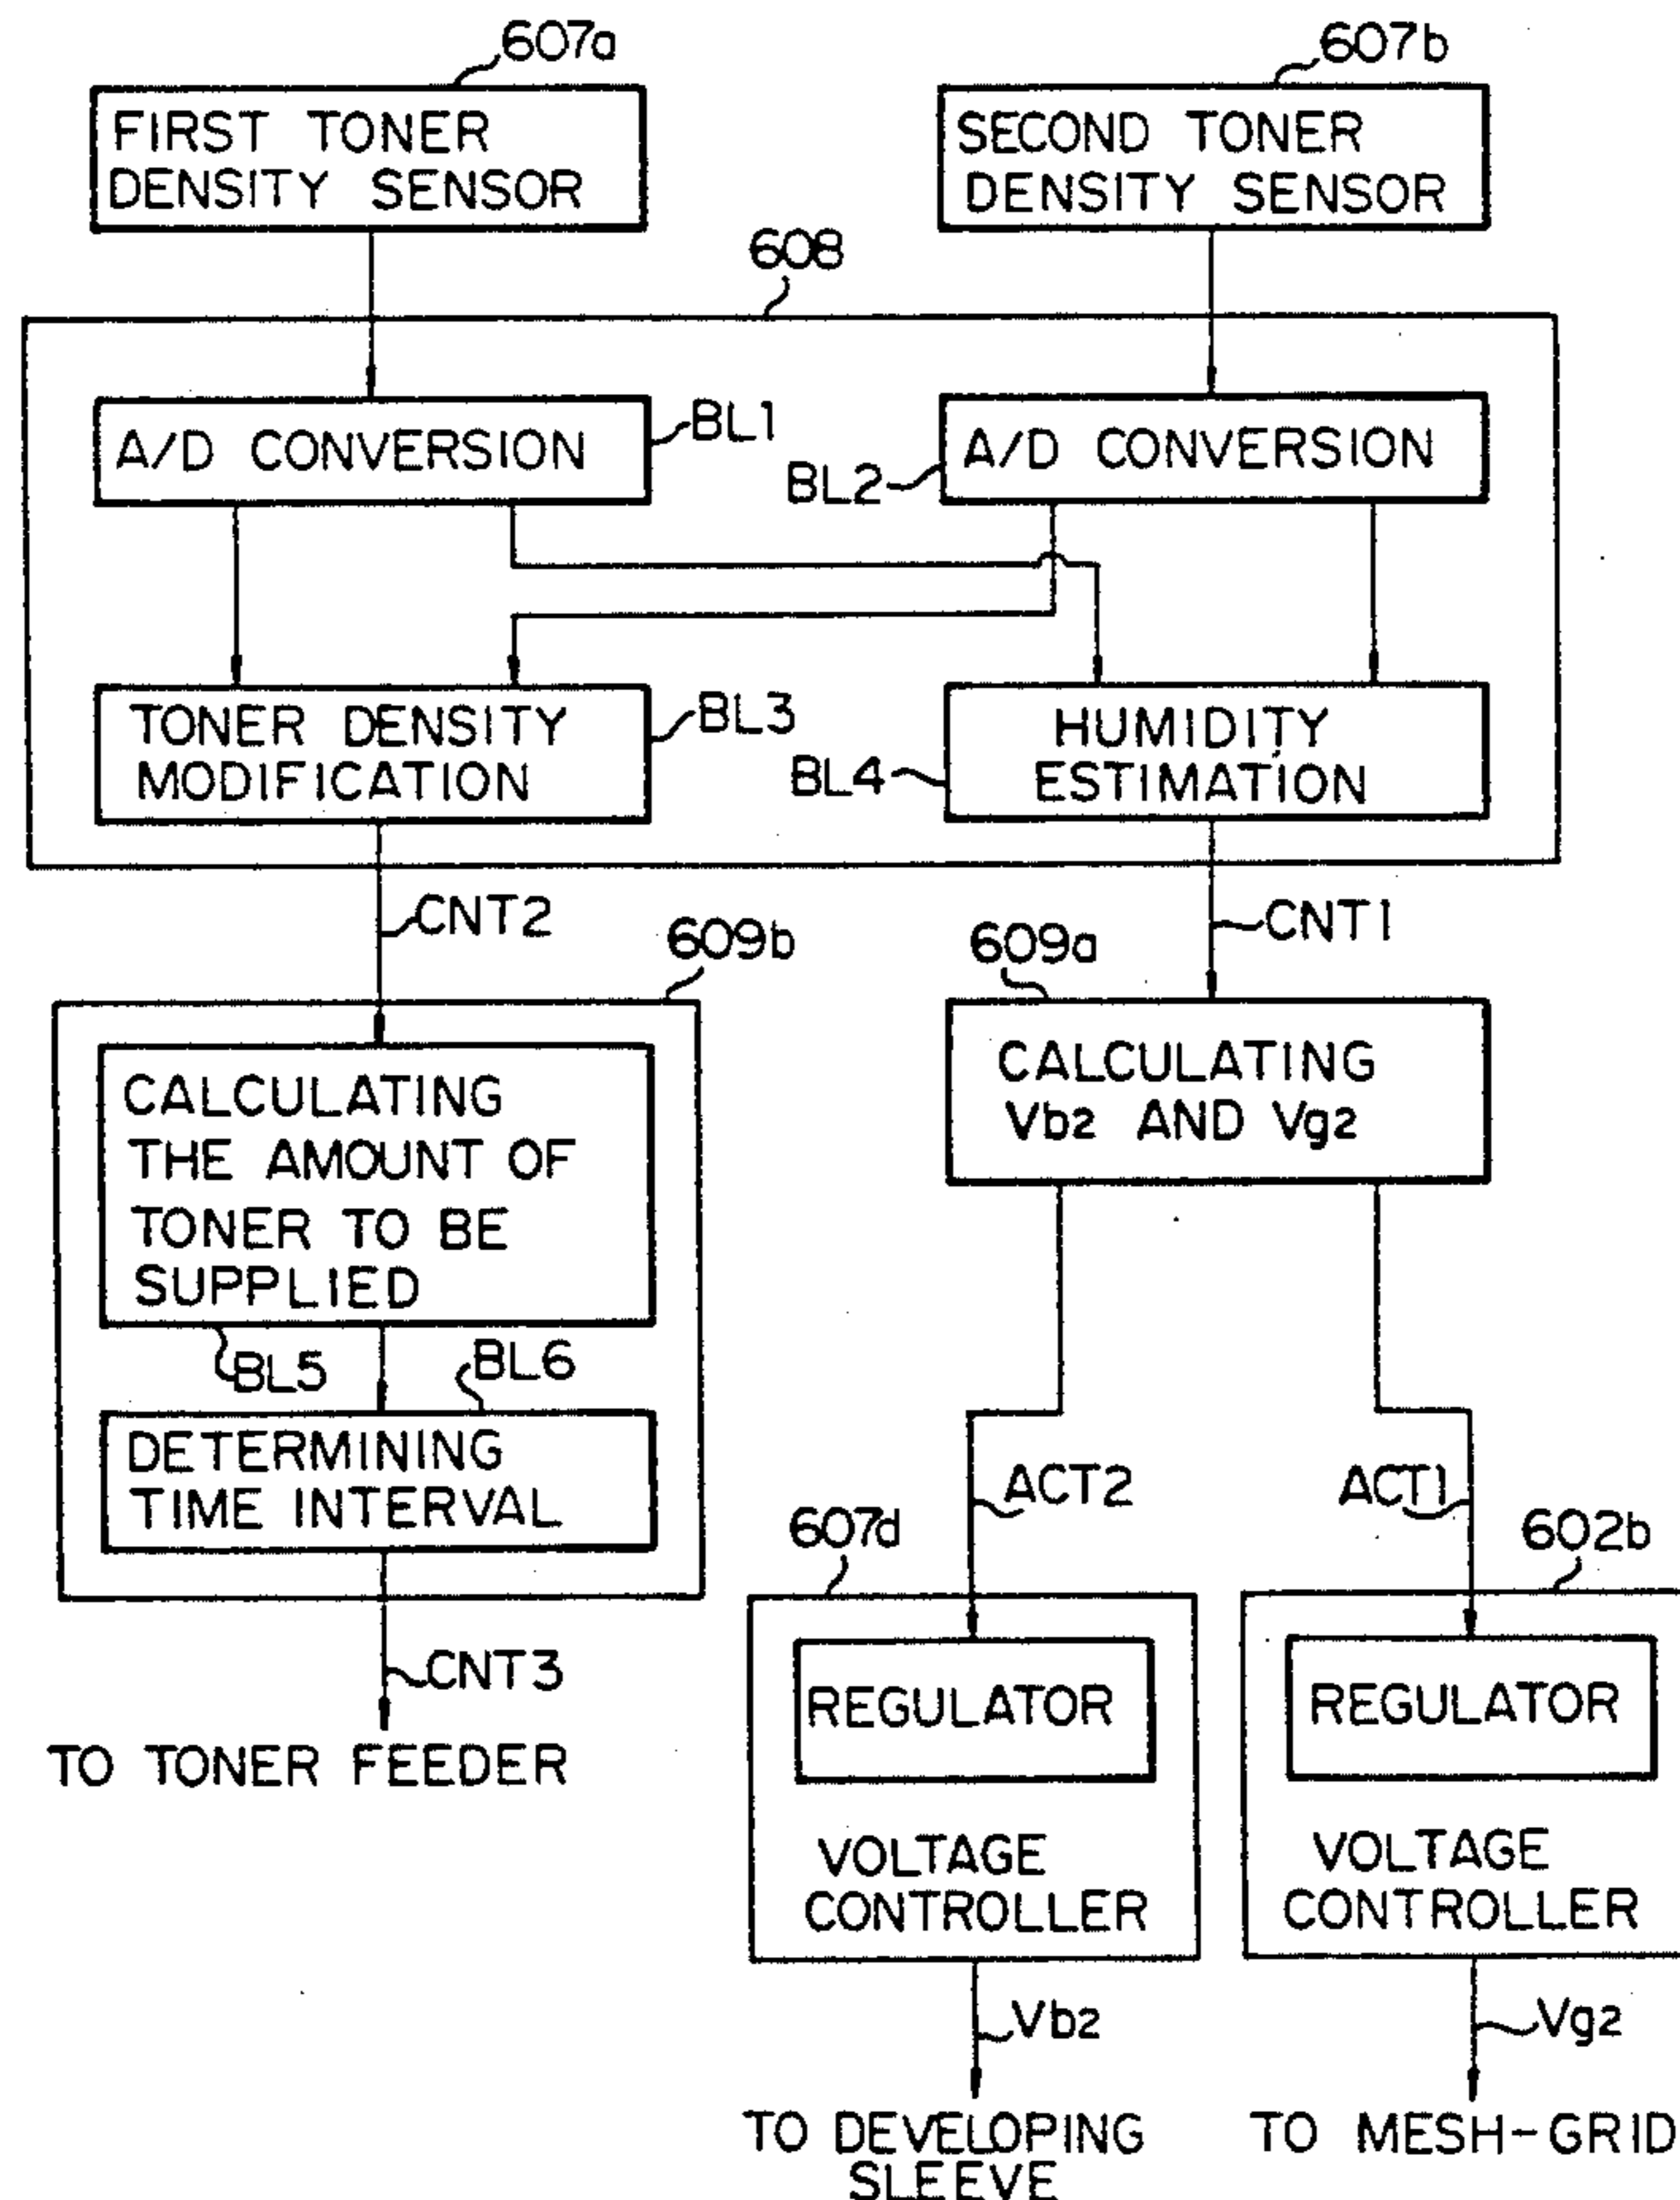 607a
607b
FIRST TONER
DENSITY SENSOR
SECOND TONER
DENSITY SENSOR
608
A/D CONVERSION
BL1
BL2
A/D CONVERSION
TONER DENSITY
MODIFICATION
BL3
BL4
HUMIDITY
ESTIMATION
CNT2
CNT1
609b
609a
CALCULATING
THE AMOUNT OF
TONER TO BE
SUPPLIED
CALCULATING
Vb2 AND Vg2
BL5
BL6
DETERMINING
TIME INTERVAL
ACT2
ACT1
607d
602b
CNT3
TO TONER FEEDER
REGULATOR
VOLTAGE
CONTROLLER
REGULATOR
VOLTAGE
CONTROLLER
Vb2
Vg2
TO DEVELOPING
SLEEVE
TO MESH-GRID